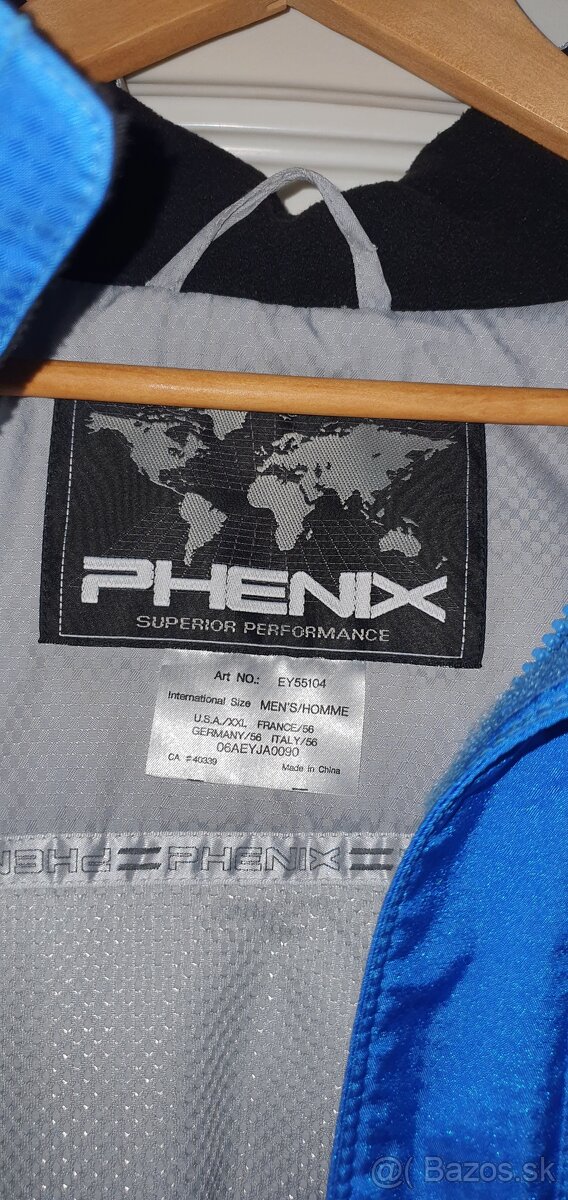 PHENIX
SUPERIOR PERFORMANCE
Art NO.: EY55104
International Size MEN'S/HOMME
U.S.A./XXL FRANCE/56
GERMANY/56 ITALY/56
06AEYJA0090
CA # 40339 Made in China
PHENIX PHENIX
@ Bazos.sk